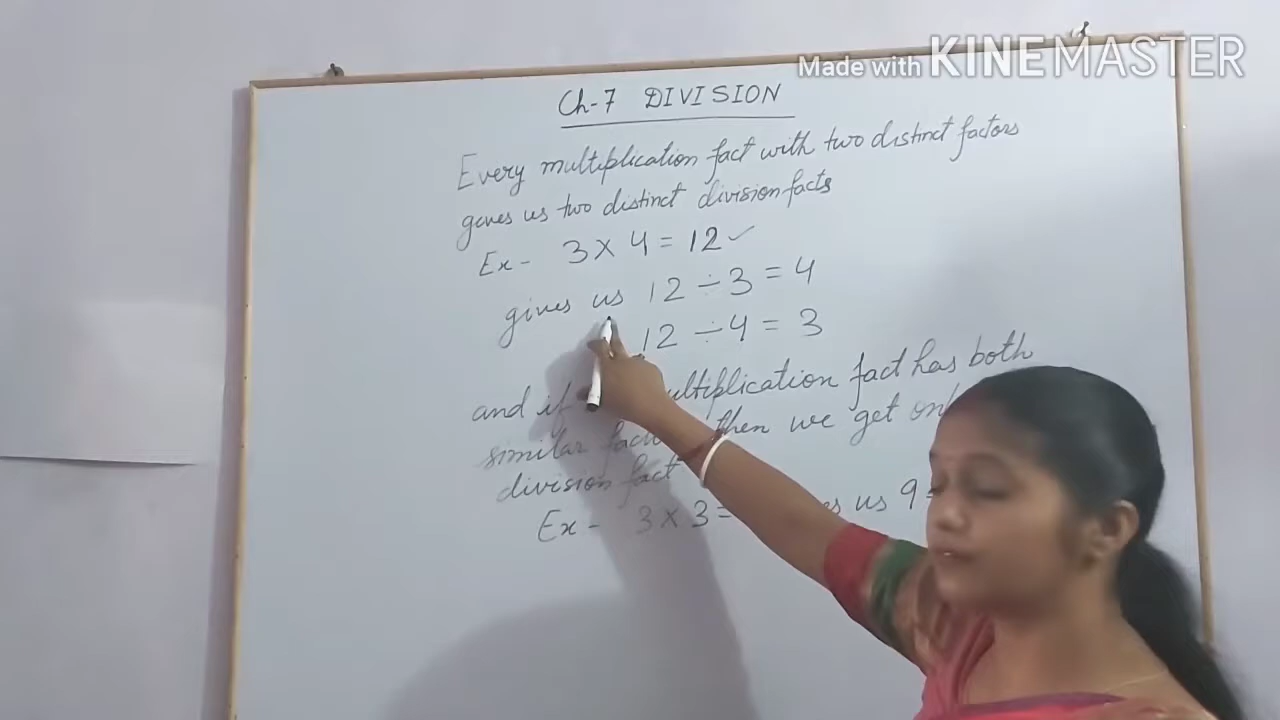 Made with KINEMASTER
Ch-7 DIVISION
Every multiplication fact with two distinct factors
gives us two distinct division facts
Ex- 3 × 4 = 12 ✓
gives us 12 ÷ 3 = 4
12 ÷ 4 = 3
and if multiplication fact has both
similar then we get
division fact
Ex- 3 × 3 = us 9